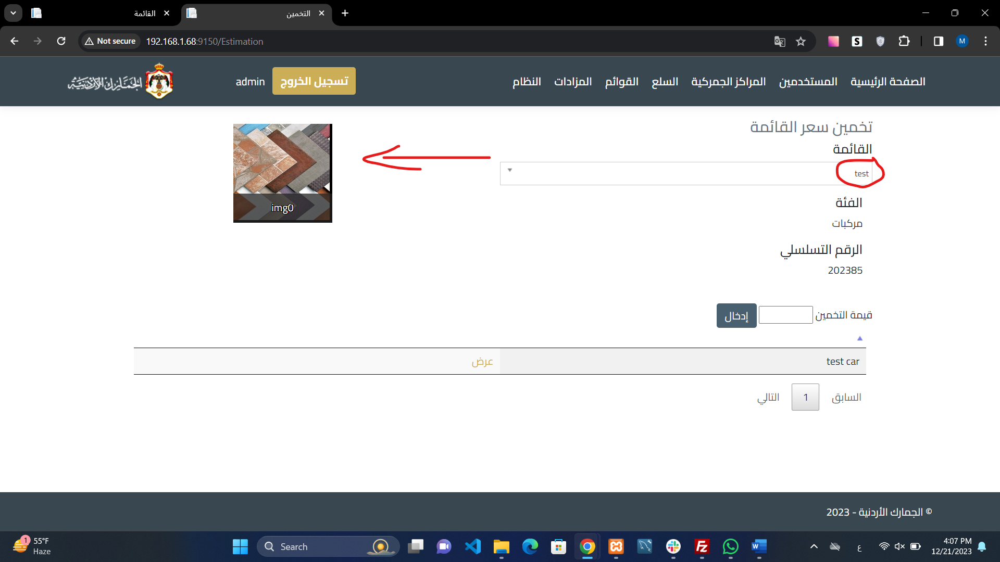 القائمة
التخمين
Not secure
192.168.1.68:9150/Estimation
M
الصفحة الرئيسية
المستخدمين
المراكز الجمركية
السلع
القوائم
المزادات
النظام
تسجيل الخروج
admin
الجمارك الأردنية
تخمين سعر القائمة
القائمة
test
الفئة
مركبات
الرقم التسلسلي
202385
img0
قيمة التخمين
إدخال
test car
عرض
السابق
1
التالي
© الجمارك الأردنية - 2023
1
55°F
Haze
Search
ع
4:07 PM
12/21/2023